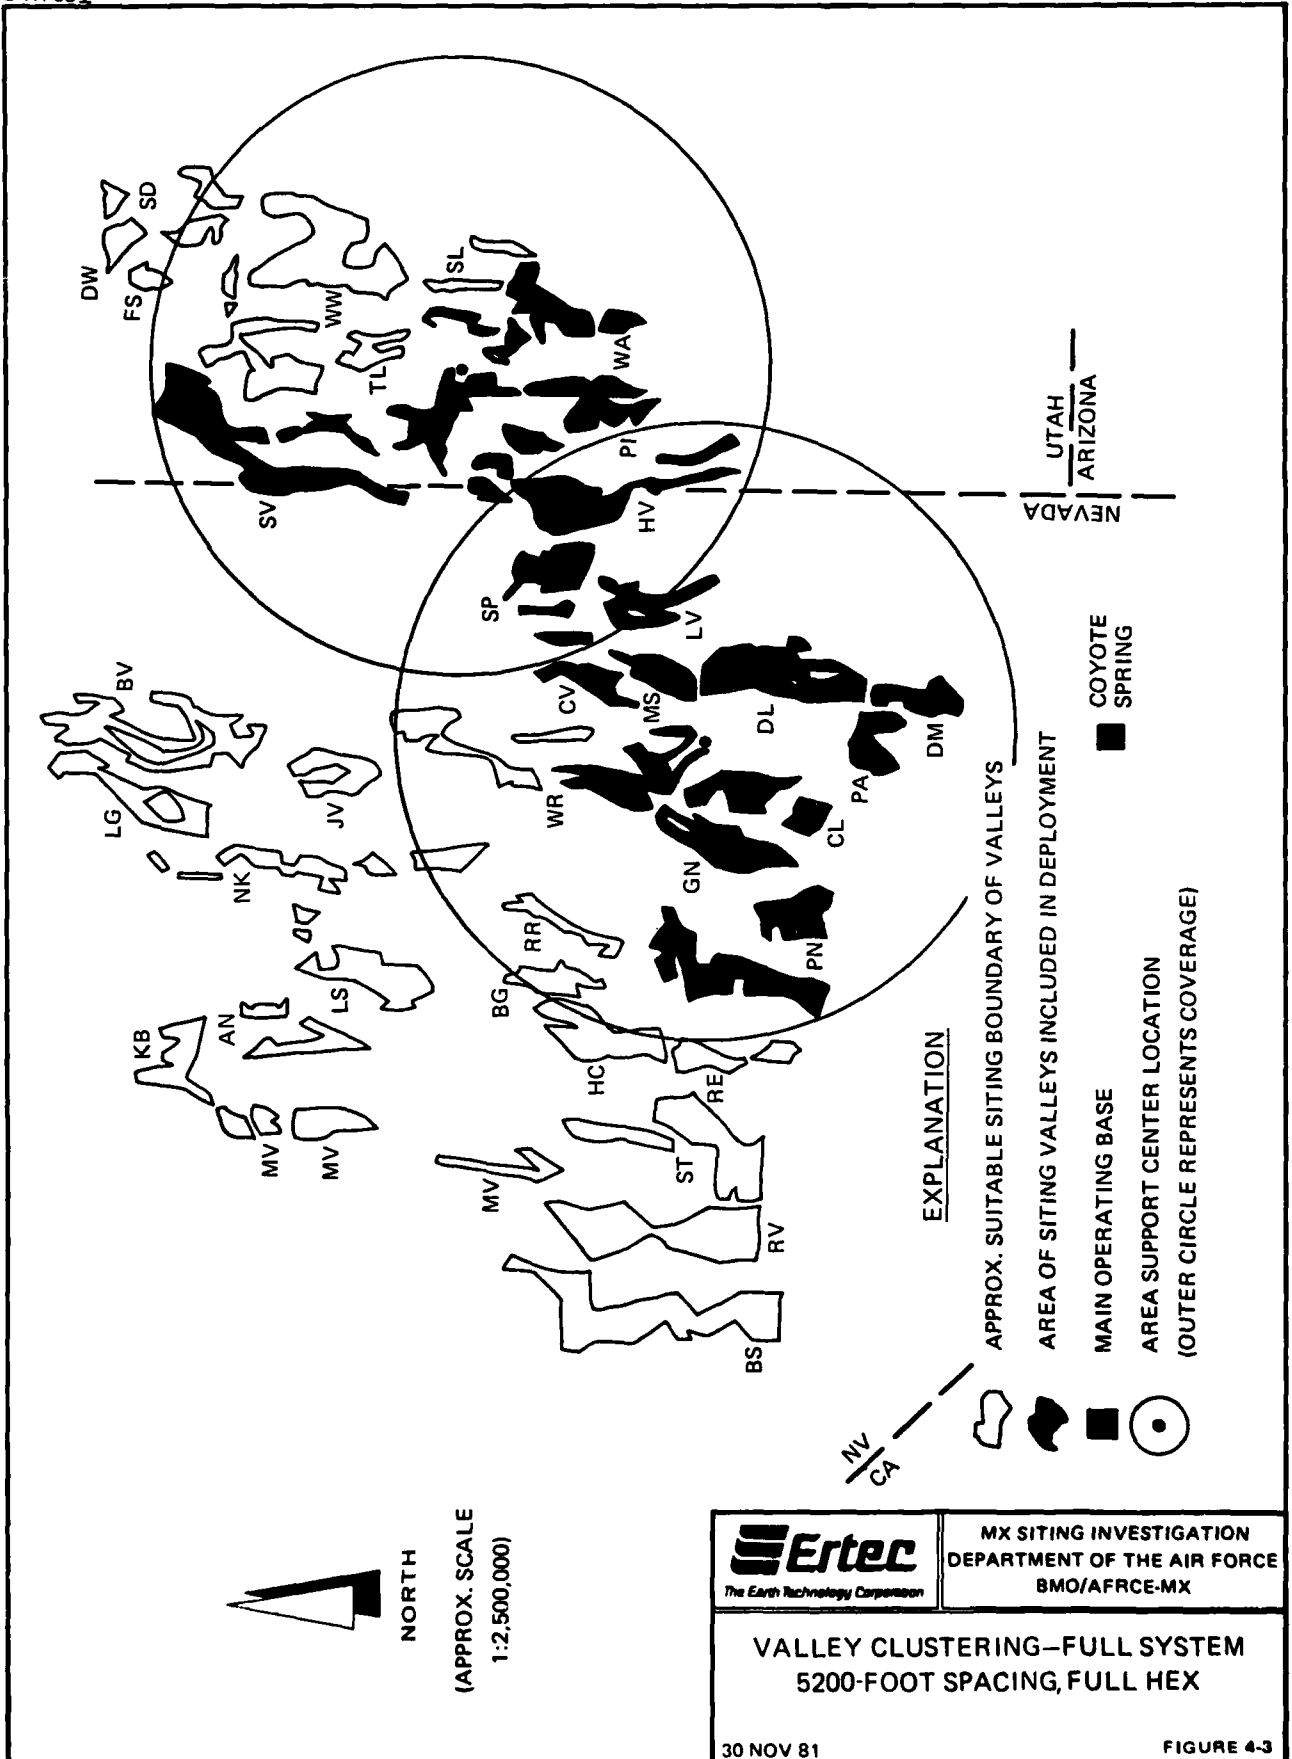 DW
SD
FS
WW
SL
TL
WA
SV
PI
HV
UTAH
ARIZONA
NEVADA
SP
LV
BV
CV
MS
DL
DM
PA
COYOTE
SPRING
LG
JV
WR
CL
GN
NK
RR
PN
LS
BG
AN
KB
HC
RE
MV
MV
MV
ST
RV
BS
EXPLANATION
APPROX. SUITABLE SITING BOUNDARY OF VALLEYS
AREA OF SITING VALLEYS INCLUDED IN DEPLOYMENT
MAIN OPERATING BASE
AREA SUPPORT CENTER LOCATION
(OUTER CIRCLE REPRESENTS COVERAGE)
NV
CA
NORTH
(APPROX. SCALE
1:2,500,000)
Ertec
The Earth Technology Corporation
MX SITING INVESTIGATION
DEPARTMENT OF THE AIR FORCE
BMO/AFRCE-MX
VALLEY CLUSTERING–FULL SYSTEM
5200-FOOT SPACING, FULL HEX
30 NOV 81
FIGURE 4-3